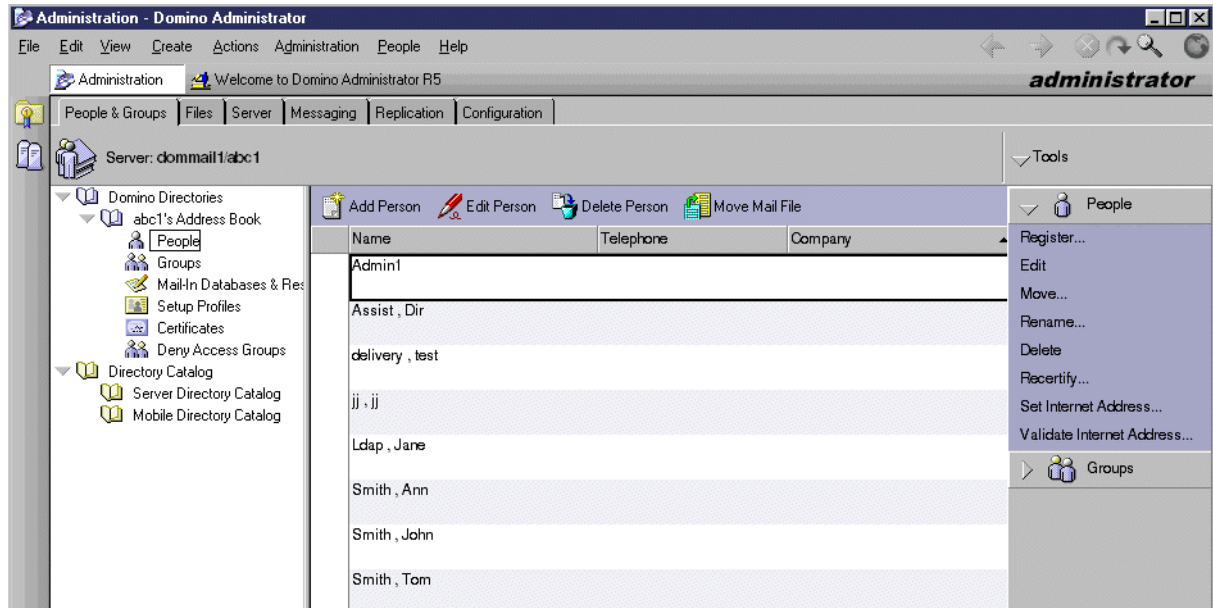 Administration - Domino Administrator
File Edit View Create Actions Administration People Help
Administration Welcome to Domino Administrator R5 administrator
People & Groups Files Server Messaging Replication Configuration
Server: dommail1/abc1
Tools
Domino Directories
abc1's Address Book
People
Groups
Mail-In Databases & Res
Setup Profiles
Certificates
Deny Access Groups
Directory Catalog
Server Directory Catalog
Mobile Directory Catalog
Add Person Edit Person Delete Person Move Mail File
Name Telephone Company
Admin1
Assist , Dir
delivery , test
jj , jj
Ldap , Jane
Smith , Ann
Smith , John
Smith , Tom
People
Register...
Edit
Move...
Rename...
Delete
Recertify...
Set Internet Address...
Validate Internet Address...
Groups